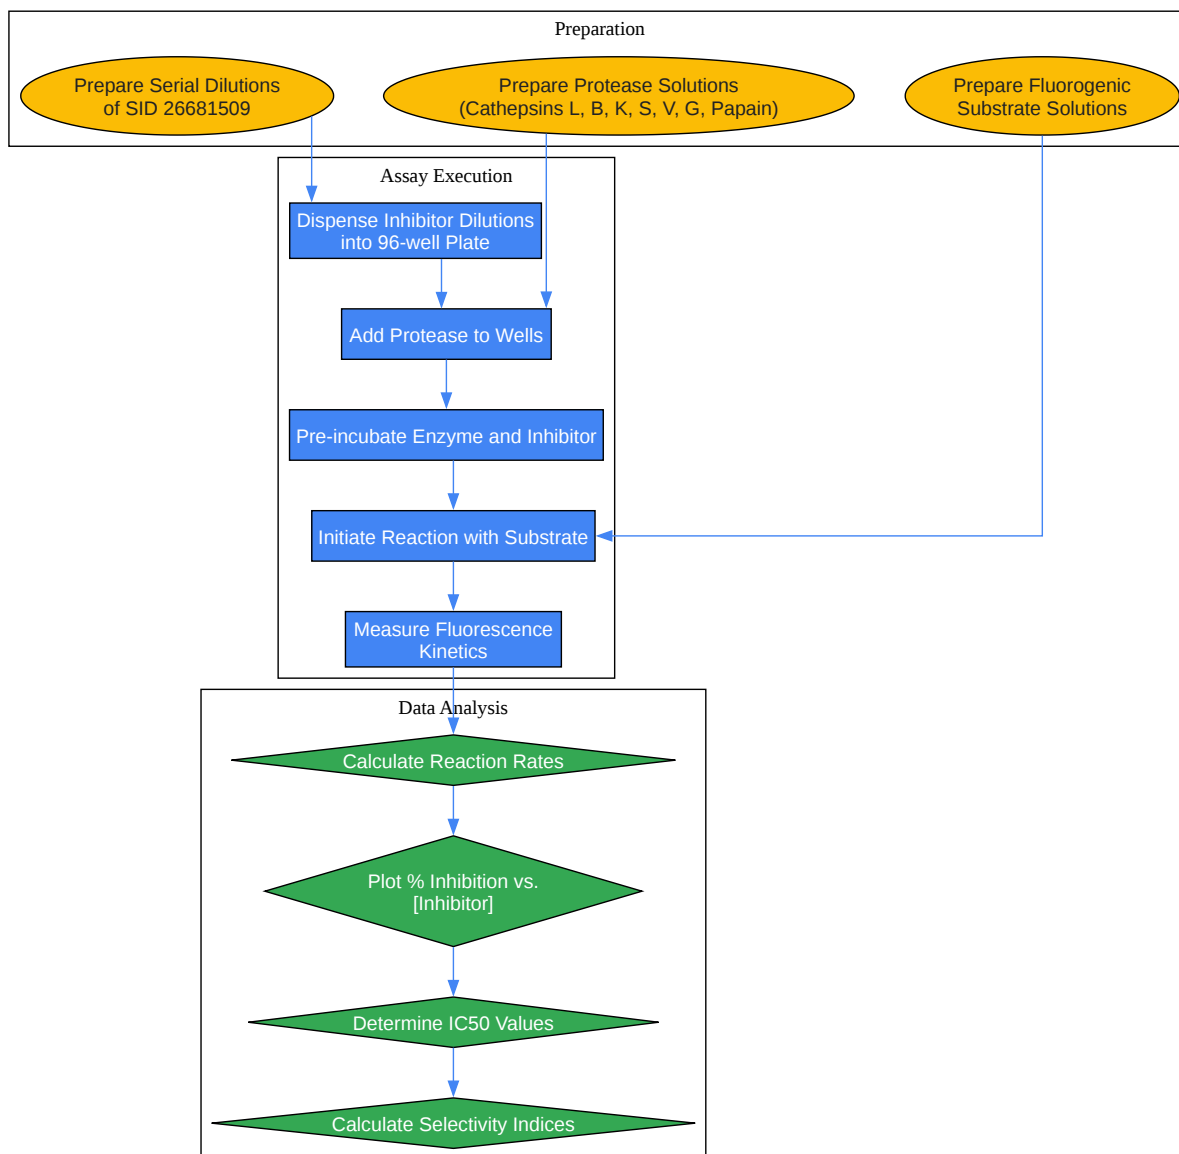 Preparation
Prepare Serial Dilutions
of SID 26681509
Prepare Protease Solutions
(Cathepsins L, B, K, S, V, G, Papain)
Prepare Fluorogenic
Substrate Solutions
Assay Execution
Dispense Inhibitor Dilutions
into 96-well Plate
Add Protease to Wells
Pre-incubate Enzyme and Inhibitor
Initiate Reaction with Substrate
Measure Fluorescence
Kinetics
Data Analysis
Calculate Reaction Rates
Plot % Inhibition vs.
[Inhibitor]
Determine IC50 Values
Calculate Selectivity Indices